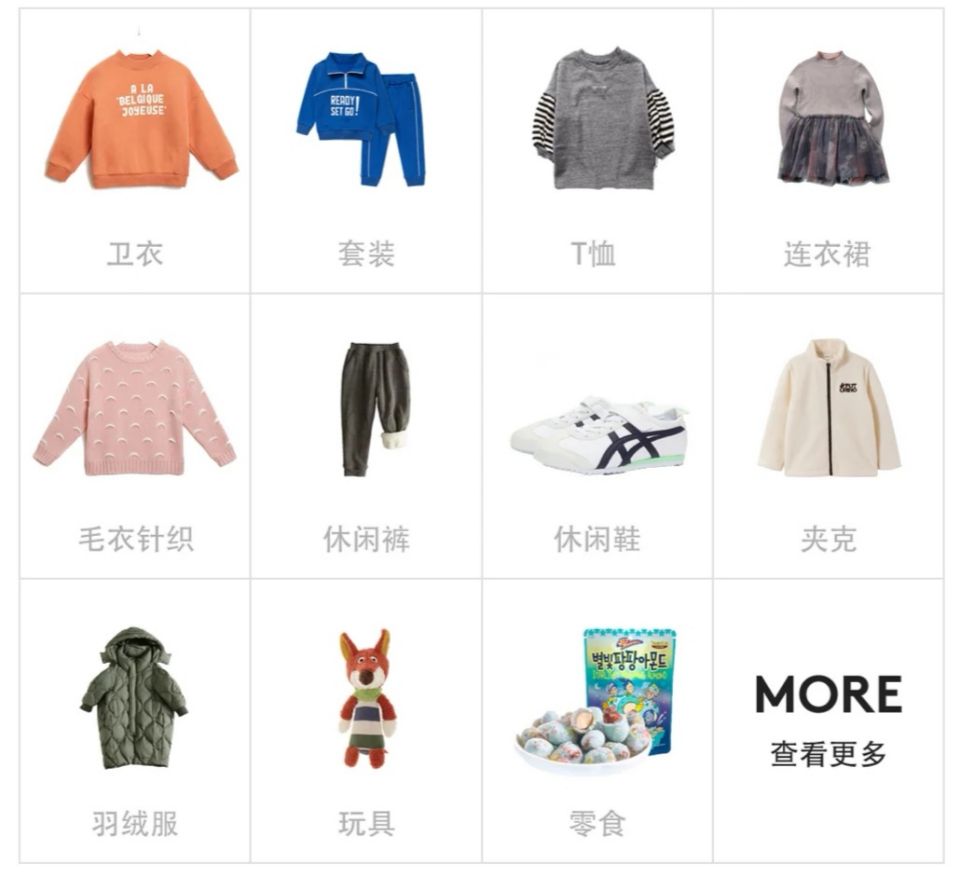 A LA
"BELGIQUE
JOYEUSE"
READY
SET GO!
卫衣
套装
T恤
连衣裙
毛衣针织
休闲裤
休闲鞋
夹克
별빛팡팡아몬드
MORE
查看更多
羽绒服
玩具
零食